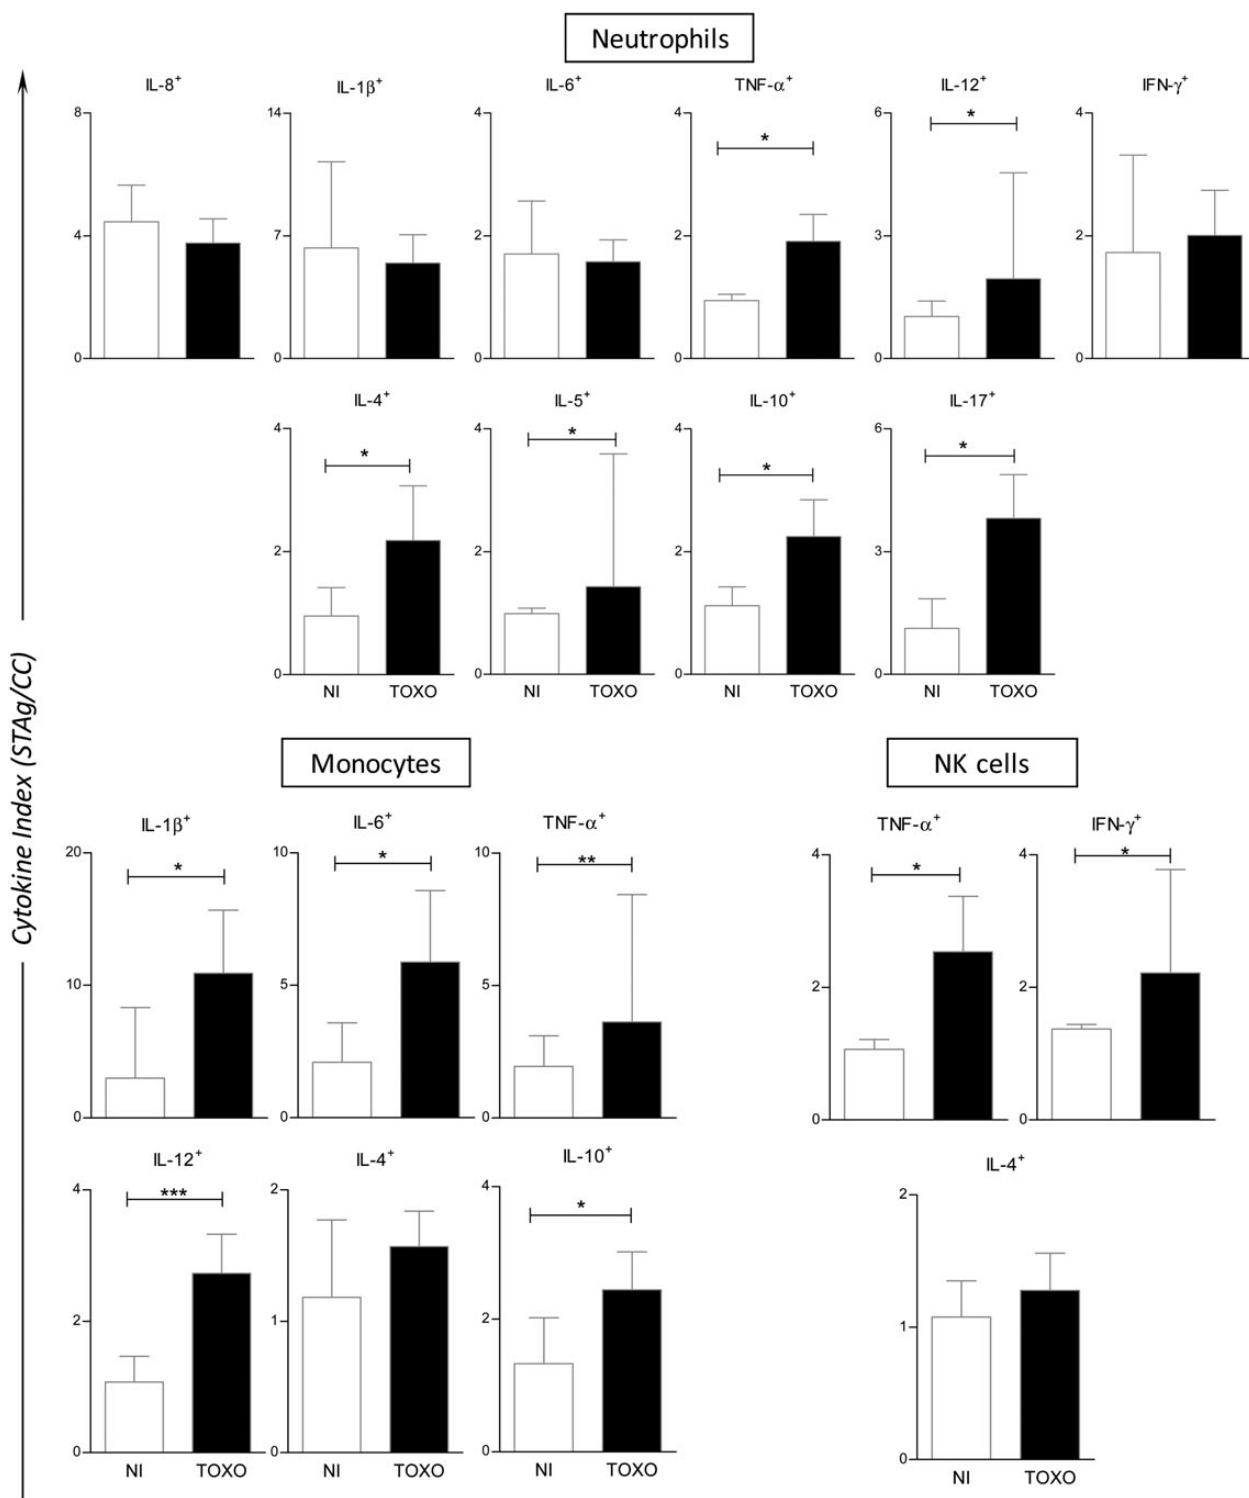 Neutrophils
IL-8+ IL-1β+ IL-6+ TNF-α+ IL-12+ IFN-γ+
8 14 4 4 6 4
* *
4 7 2 2 3 2
0 0 0 0 0 0
IL-4+ IL-5+ IL-10+ IL-17+
4 4 4 6
* * * *
2 2 2 3
0 0 0 0
NI TOXO NI TOXO NI TOXO NI TOXO
Cytokine Index (STAg/CC)
Monocytes
IL-1β+ IL-6+ TNF-α+
20 10 10
* * **
10 5 5
0 0 0
IL-12+ IL-4+ IL-10+
4 2 4
*** *
2 1 2
0 0 0
NI TOXO NI TOXO NI TOXO
NK cells
TNF-α+ IFN-γ+
4 4
* *
2 2
0 0
IL-4+
2
1
0
NI TOXO